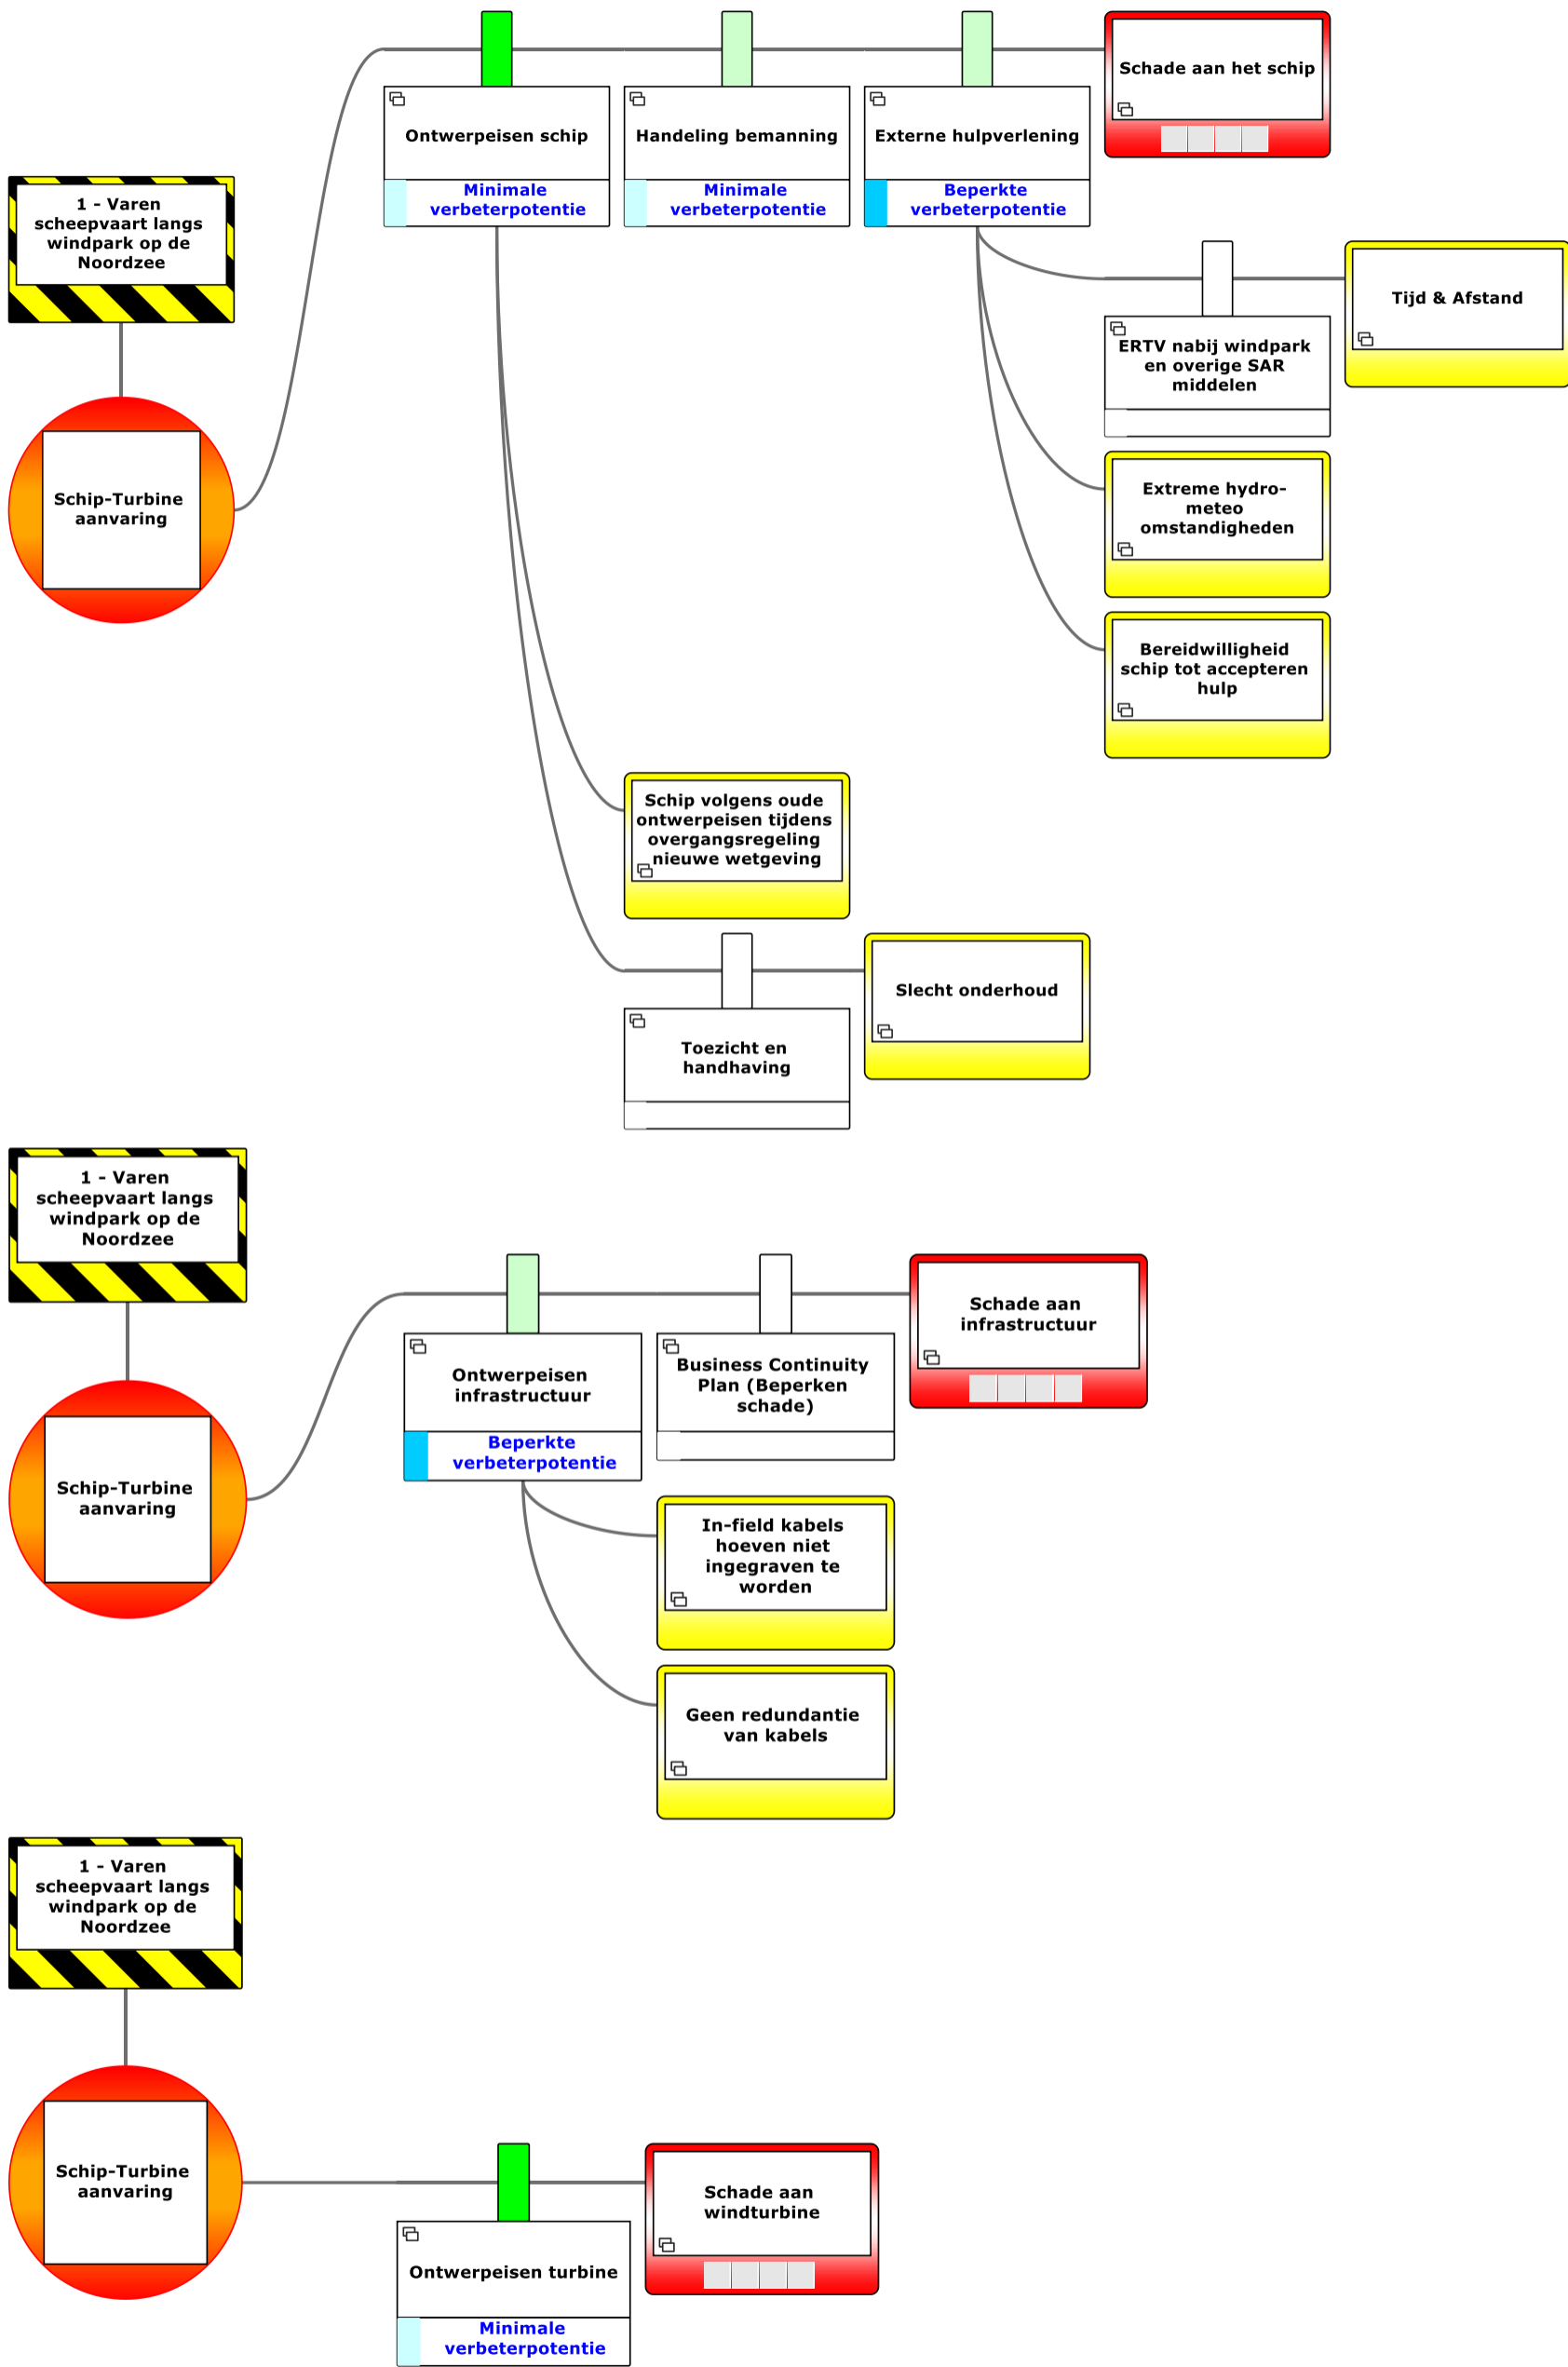 Schade aan het schip
Ontwerpeisen schip
Handeling bemanning
Externe hulpverlening
Minimale
verbeterpotentie
Minimale
verbeterpotentie
Beperkte
verbeterpotentie
1 - Varen
scheepvaart langs
windpark op de
Noordzee
Tijd & Afstand
ERTV nabij windpark
en overige SAR
middelen
Schip-Turbine
aanvaring
Extreme hydro-
meteo
omstandigheden
Bereidwilligheid
schip tot accepteren
hulp
Schip volgens oude
ontwerpeisen tijdens
overgangsregeling
nieuwe wetgeving
Slecht onderhoud
Toezicht en
handhaving
1 - Varen
scheepvaart langs
windpark op de
Noordzee
Schade aan
infrastructuur
Ontwerpeisen
infrastructuur
Business Continuity
Plan (Beperken
schade)
Beperkte
verbeterpotentie
Schip-Turbine
aanvaring
In-field kabels
hoeven niet
ingegraven te
worden
Geen redundantie
van kabels
1 - Varen
scheepvaart langs
windpark op de
Noordzee
Schip-Turbine
aanvaring
Schade aan
windturbine
Ontwerpeisen turbine
Minimale
verbeterpotentie